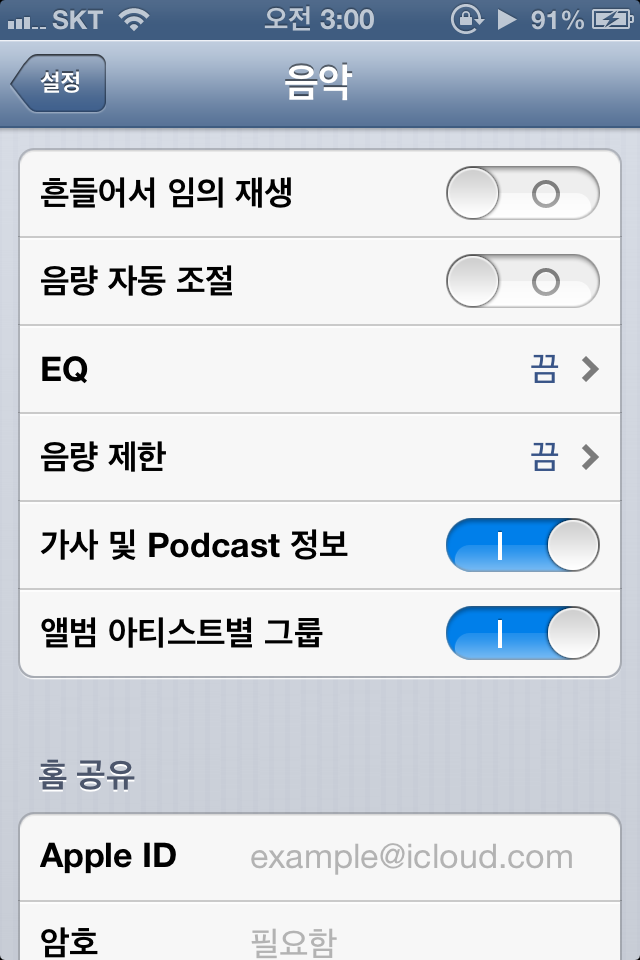 SKT 오전 3:00 91%
설정 음악
흔들어서 임의 재생
음량 자동 조절
EQ 끔
음량 제한 끔
가사 및 Podcast 정보
앨범 아티스트별 그룹
홈 공유
Apple ID example@icloud.com
암호 필요함